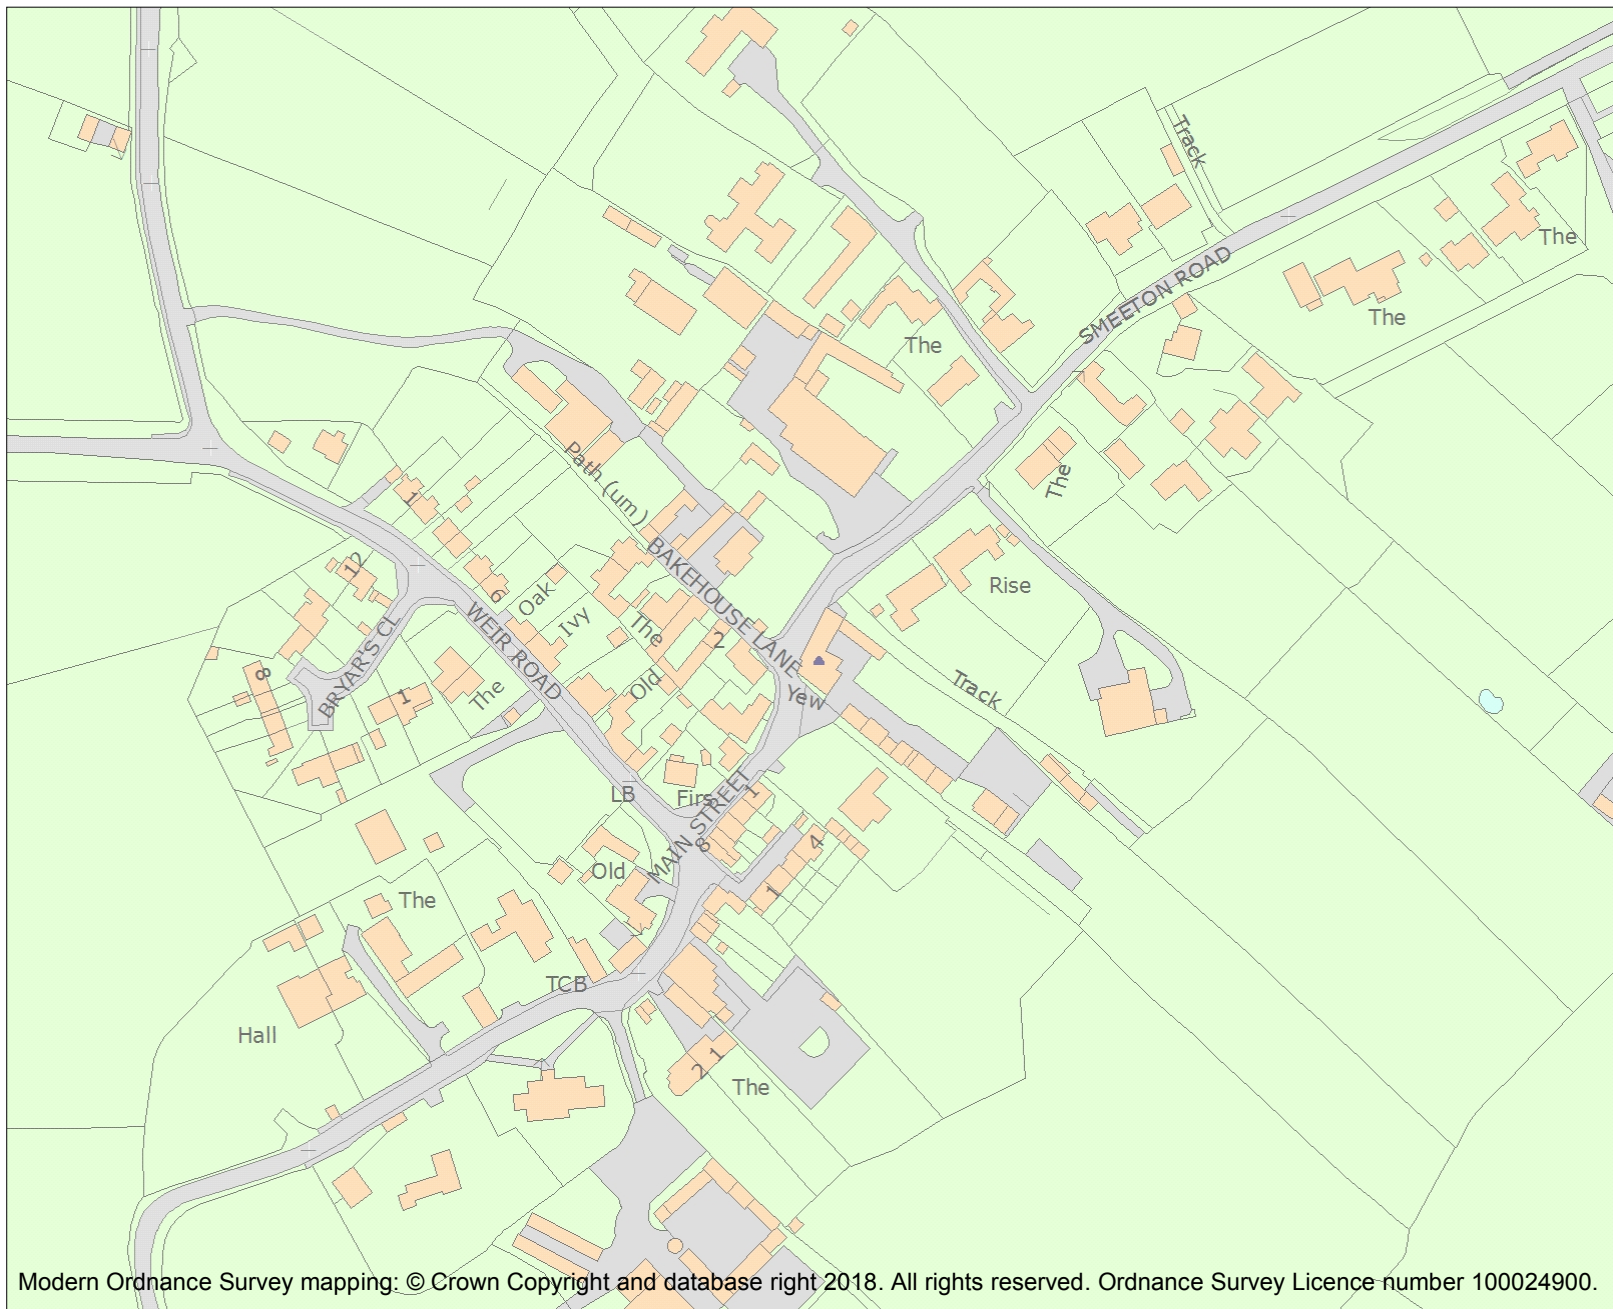 Track
The
SMEETON ROAD
The
The
Path (um)
1
The
12
BAKEHOUSE LANE
6
Oak
Rise
Ivy
WEIR ROAD
The
2
BRYAR'S CL
8
Old
Track
Yew
The
1
LB
Firs
1
MAIN STREET
8
4
Old
1
The
TCB
Hall
1
2
The
Modern Ordnance Survey mapping: © Crown Copyright and database right 2018. All rights reserved. Ordnance Survey Licence number 100024900.